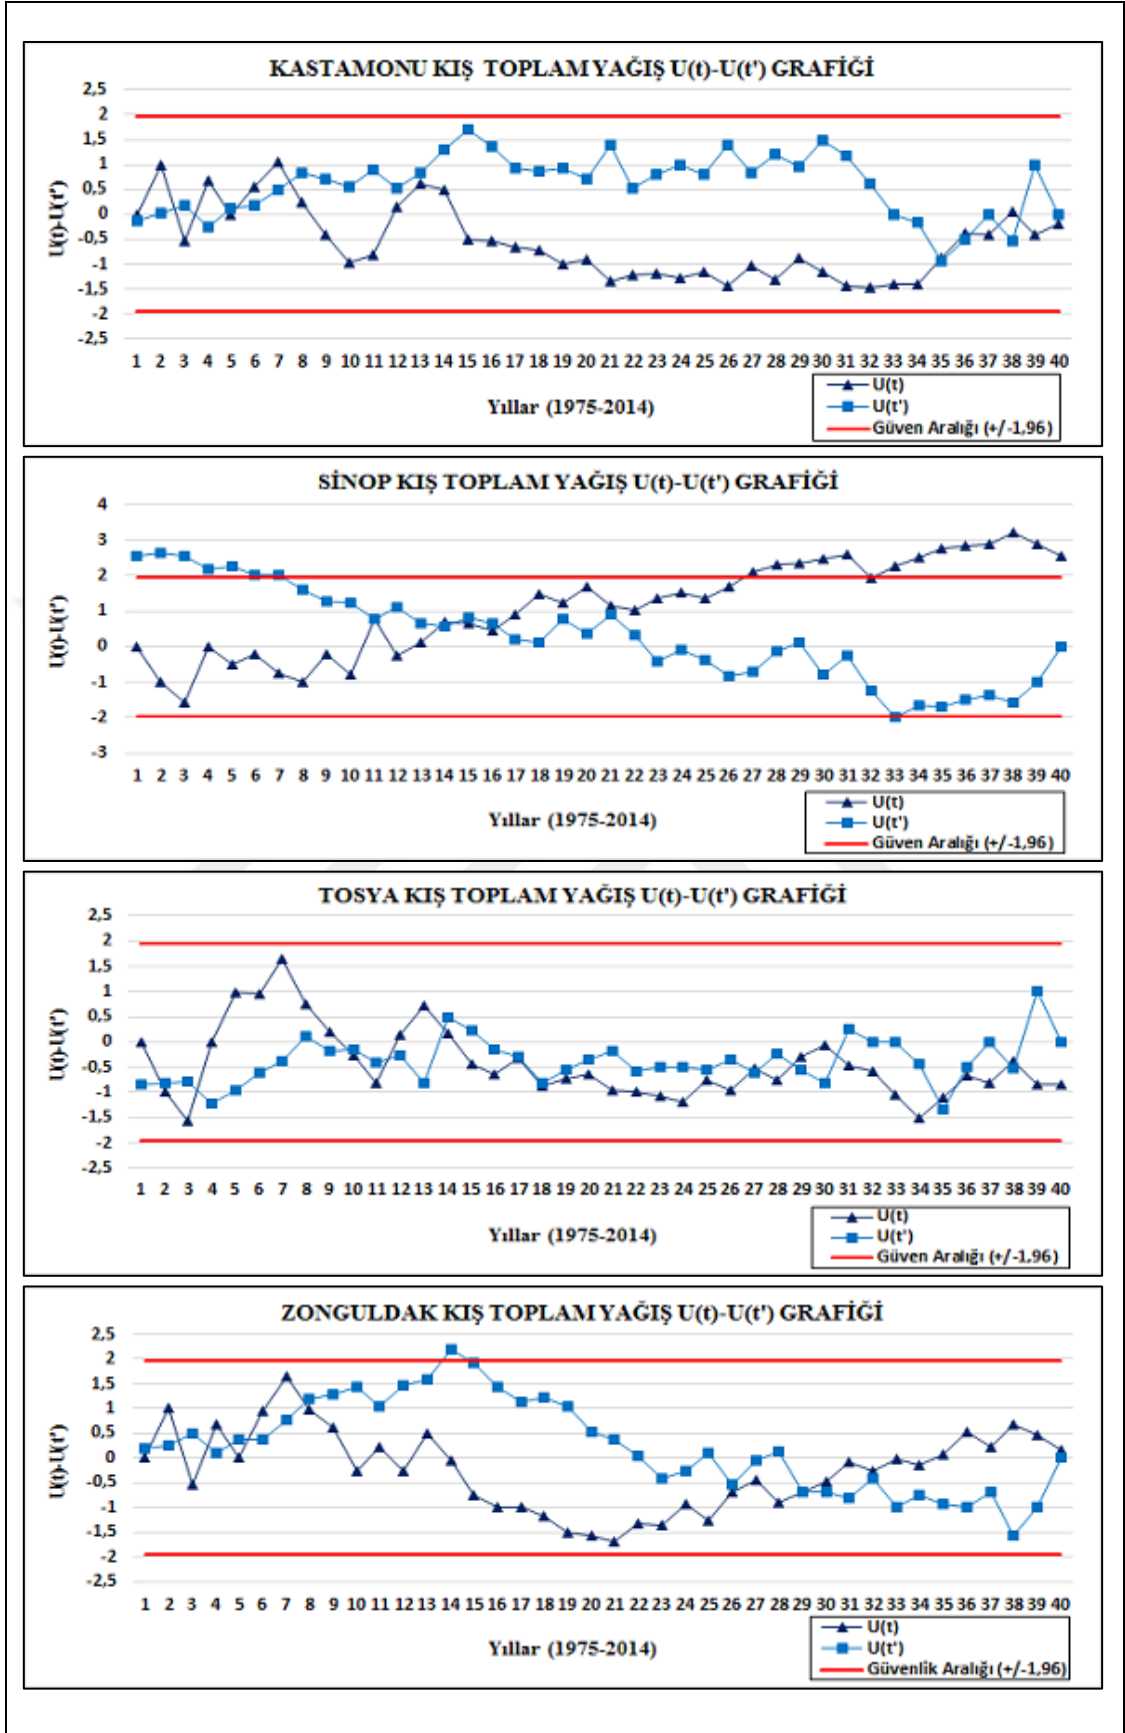 KASTAMONU KIŞ TOPLAM YAĞIŞ U(t)-U(t') GRAFİĞİ
2,5
2
1,5
1
0,5
0
-0,5
-1
-1,5
-2
-2,5
U(t)-U(t')
1 2 3 4 5 6 7 8 9 10 11 12 13 14 15 16 17 18 19 20 21 22 23 24 25 26 27 28 29 30 31 32 33 34 35 36 37 38 39 40
Yıllar (1975-2014)
U(t)
U(t')
Güven Aralığı (+/-1,96)
SİNOP KIŞ TOPLAM YAĞIŞ U(t)-U(t') GRAFİĞİ
4
3
2
1
0
-1
-2
-3
U(t)-U(t')
1 2 3 4 5 6 7 8 9 10 11 12 13 14 15 16 17 18 19 20 21 22 23 24 25 26 27 28 29 30 31 32 33 34 35 36 37 38 39 40
Yıllar (1975-2014)
U(t)
U(t')
Güven Aralığı (+/-1,96)
TOSYA KIŞ TOPLAM YAĞIŞ U(t)-U(t') GRAFİĞİ
2,5
2
1,5
1
0,5
0
-0,5
-1
-1,5
-2
-2,5
U(t)-U(t')
1 2 3 4 5 6 7 8 9 10 11 12 13 14 15 16 17 18 19 20 21 22 23 24 25 26 27 28 29 30 31 32 33 34 35 36 37 38 39 40
Yıllar (1975-2014)
U(t)
U(t')
Güven Aralığı (+/-1,96)
ZONGULDAK KIŞ TOPLAM YAĞIŞ U(t)-U(t') GRAFİĞİ
2,5
2
1,5
1
0,5
0
-0,5
-1
-1,5
-2
-2,5
U(t)-U(t')
1 2 3 4 5 6 7 8 9 10 11 12 13 14 15 16 17 18 19 20 21 22 23 24 25 26 27 28 29 30 31 32 33 34 35 36 37 38 39 40
Yıllar (1975-2014)
U(t)
U(t')
Güvenlik Aralığı (+/-1,96)